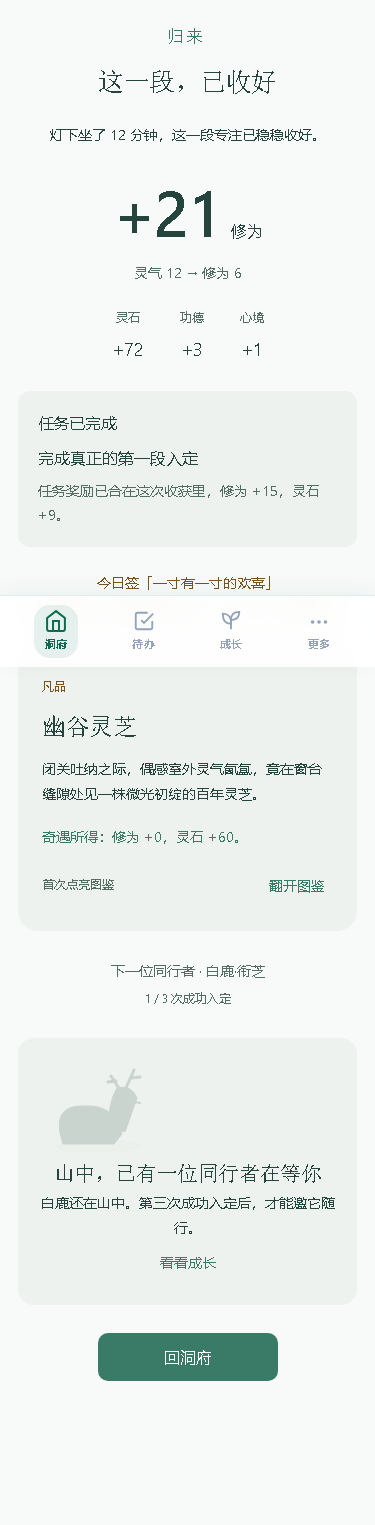 归来
这一段，已收好
灯下坐了 12 分钟，这一段专注已稳稳收好。
+21 修为
灵气 12 → 修为 6
灵石 功德 心境
+72 +3 +1
任务已完成
完成真正的第一段入定
任务奖励已合在这次收获里，修为 +15，灵石
+9。
今日签「一寸有一寸的欢喜」
洞府 待办 成长 更多
凡品
幽谷灵芝
闭关吐纳之际，偶感室外灵气氤氲，竟在窗台
缝隙处见一株微光初绽的百年灵芝。
奇遇所得：修为 +0，灵石 +60。
首次点亮图鉴 翻开图鉴
下一位同行者 · 白鹿·衔芝
1 / 3 次成功入定
山中，已有一位同行者在等你
白鹿还在山中。第三次成功入定后，才能邀它随
行。
看看成长
回洞府